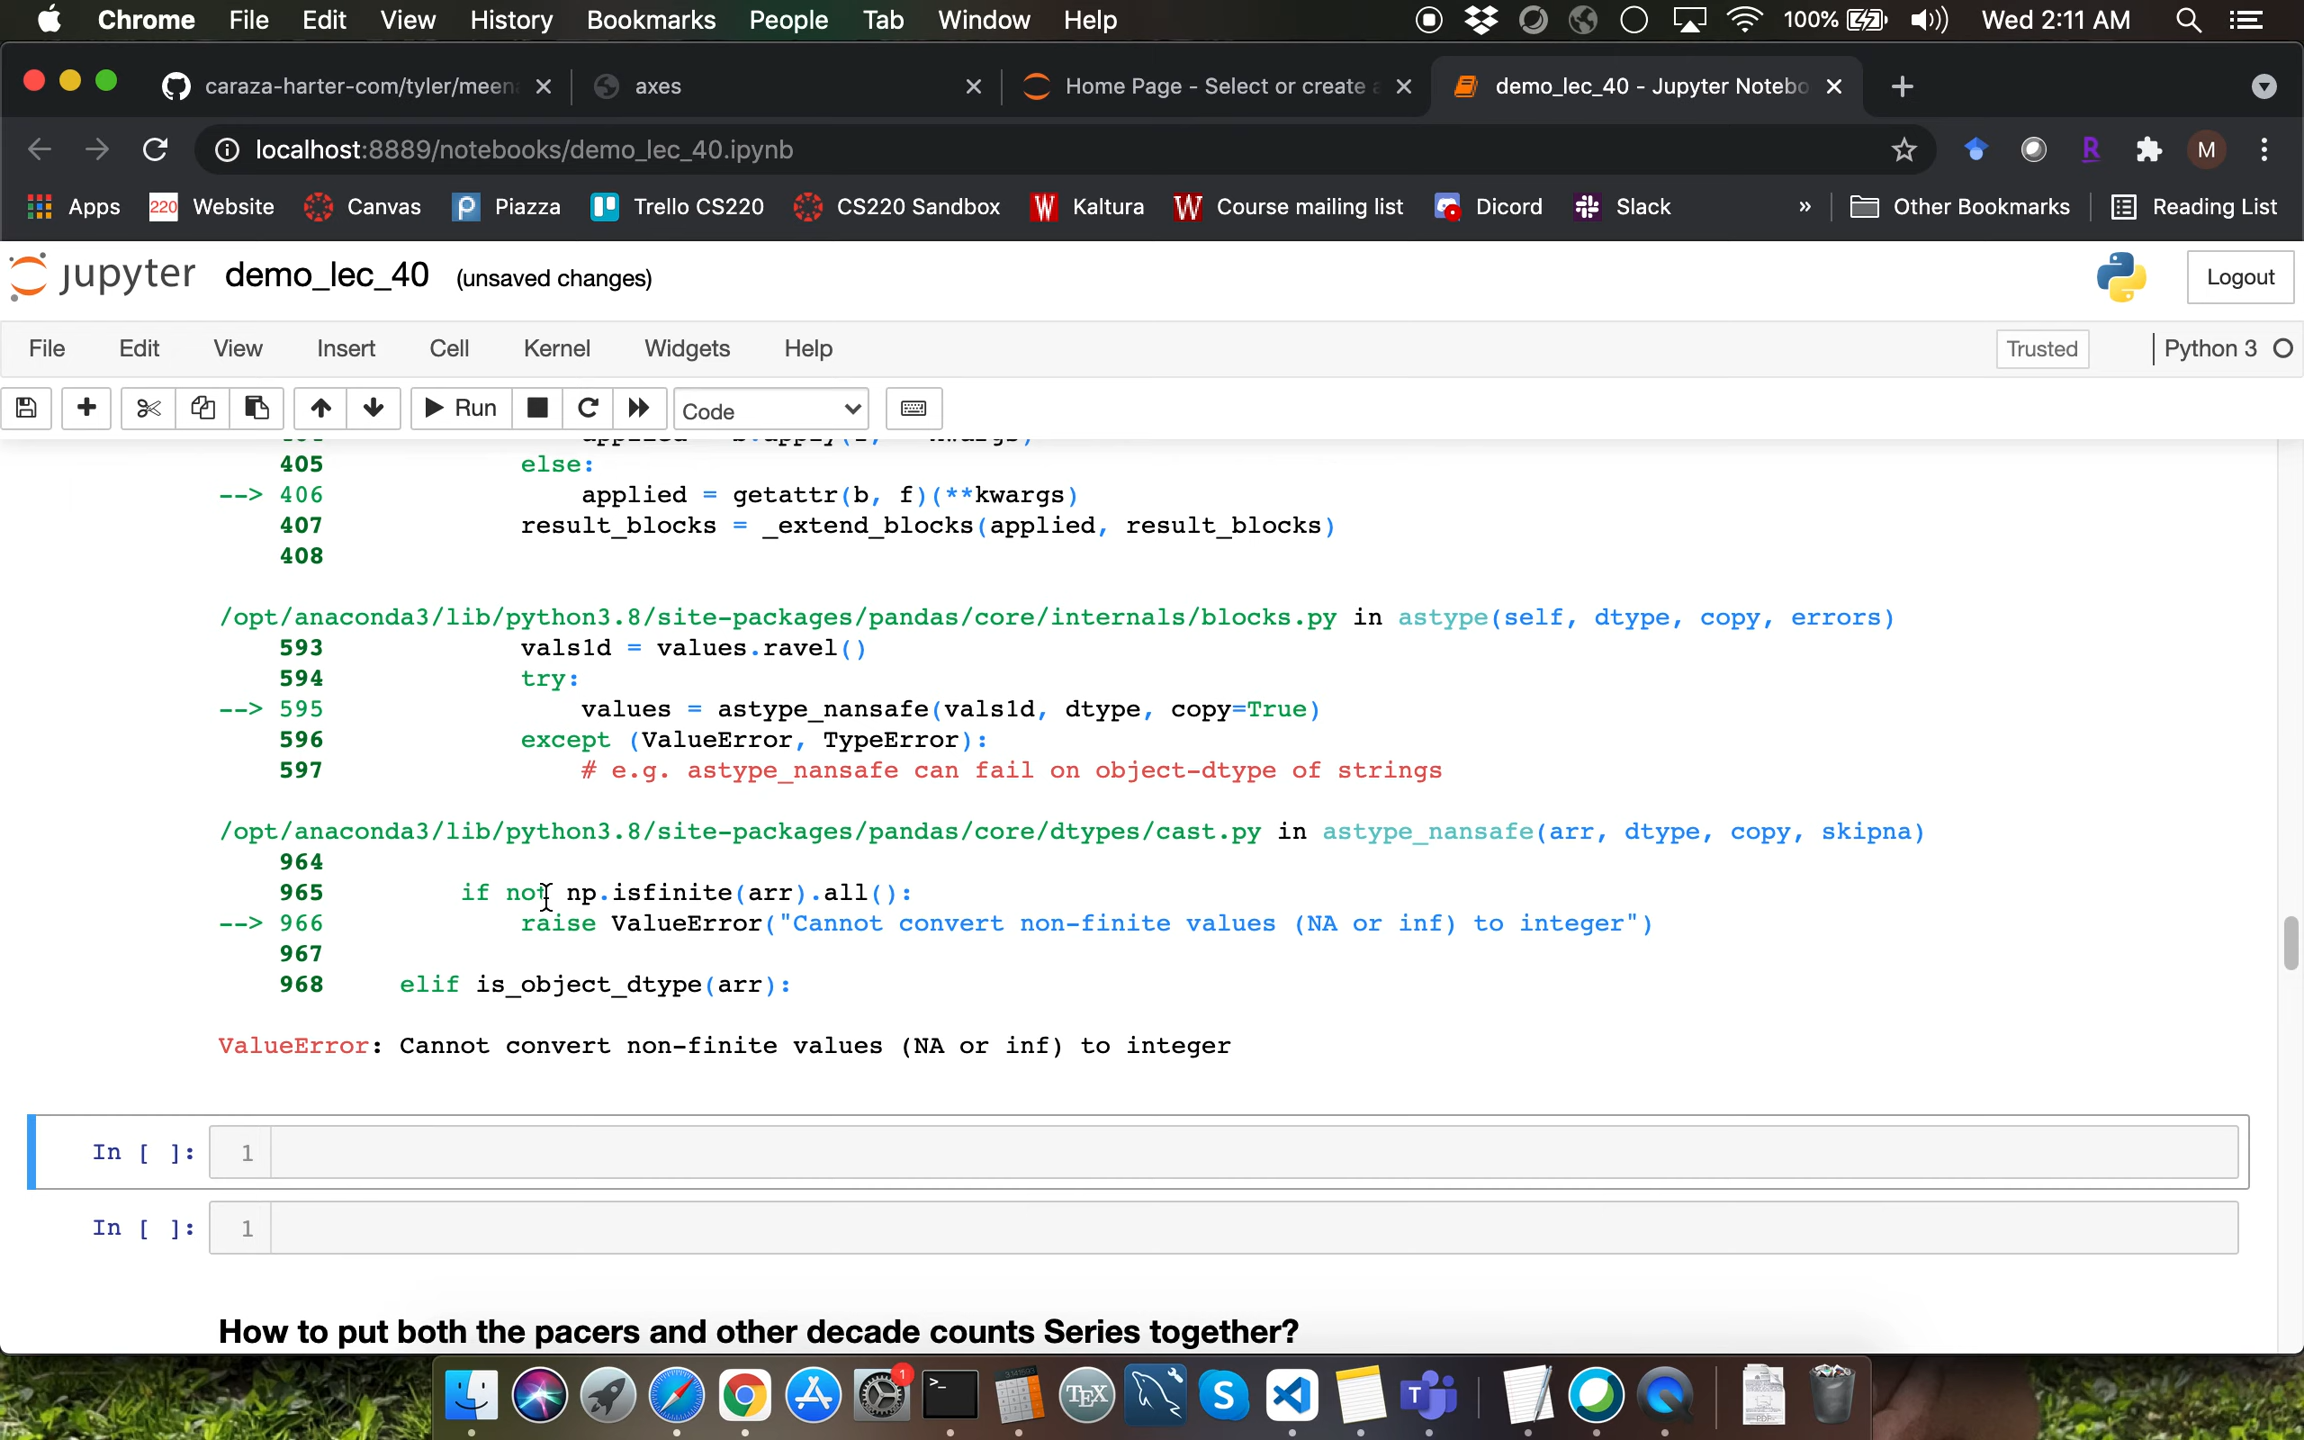 Chrome File Edit View History Bookmarks People Tab Window Help 100% Wed 2:11 AM
caraza-harter-com/tyler/meen axes Home Page - Select or create a demo_lec_40 - Jupyter Notebo
localhost:8889/notebooks/demo_lec_40.ipynb R M
Apps 220 Website Canvas P Piazza Trello CS220 CS220 Sandbox W Kaltura W Course mailing list Dicord Slack » Other Bookmarks Reading List
jupyter demo_lec_40 (unsaved changes) Logout
File Edit View Insert Cell Kernel Widgets Help Trusted Python 3
Run Code
405 else:
--> 406 applied = getattr(b, f)(**kwargs)
407 result_blocks = _extend_blocks(applied, result_blocks)
408
/opt/anaconda3/lib/python3.8/site-packages/pandas/core/internals/blocks.py in astype(self, dtype, copy, errors)
593 vals1d = values.ravel()
594 try:
--> 595 values = astype_nansafe(vals1d, dtype, copy=True)
596 except (ValueError, TypeError):
597 # e.g. astype_nansafe can fail on object-dtype of strings
/opt/anaconda3/lib/python3.8/site-packages/pandas/core/dtypes/cast.py in astype_nansafe(arr, dtype, copy, skipna)
964
965 if not np.isfinite(arr).all():
--> 966 raise ValueError("Cannot convert non-finite values (NA or inf) to integer")
967
968 elif is_object_dtype(arr):
ValueError: Cannot convert non-finite values (NA or inf) to integer
In [ ]: 1
In [ ]: 1
How to put both the pacers and other decade counts Series together?
1 TEX S T PDF